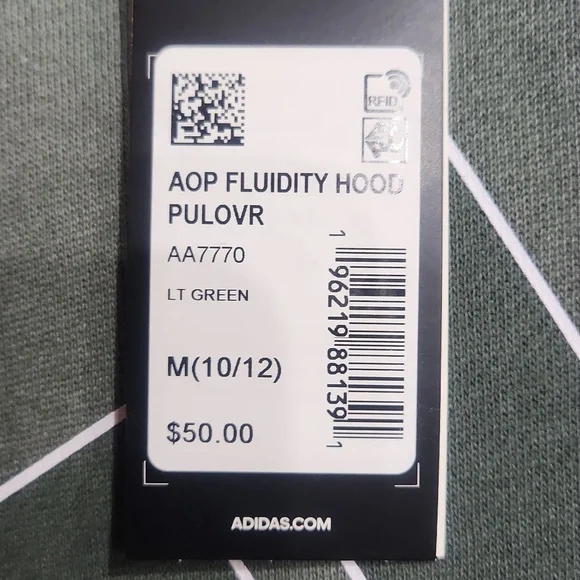 RFID
AOP FLUIDITY HOOD
PULOVR
AA7770
LT GREEN
M(10/12)
$50.00
1 96219 88139 1
ADIDAS.COM